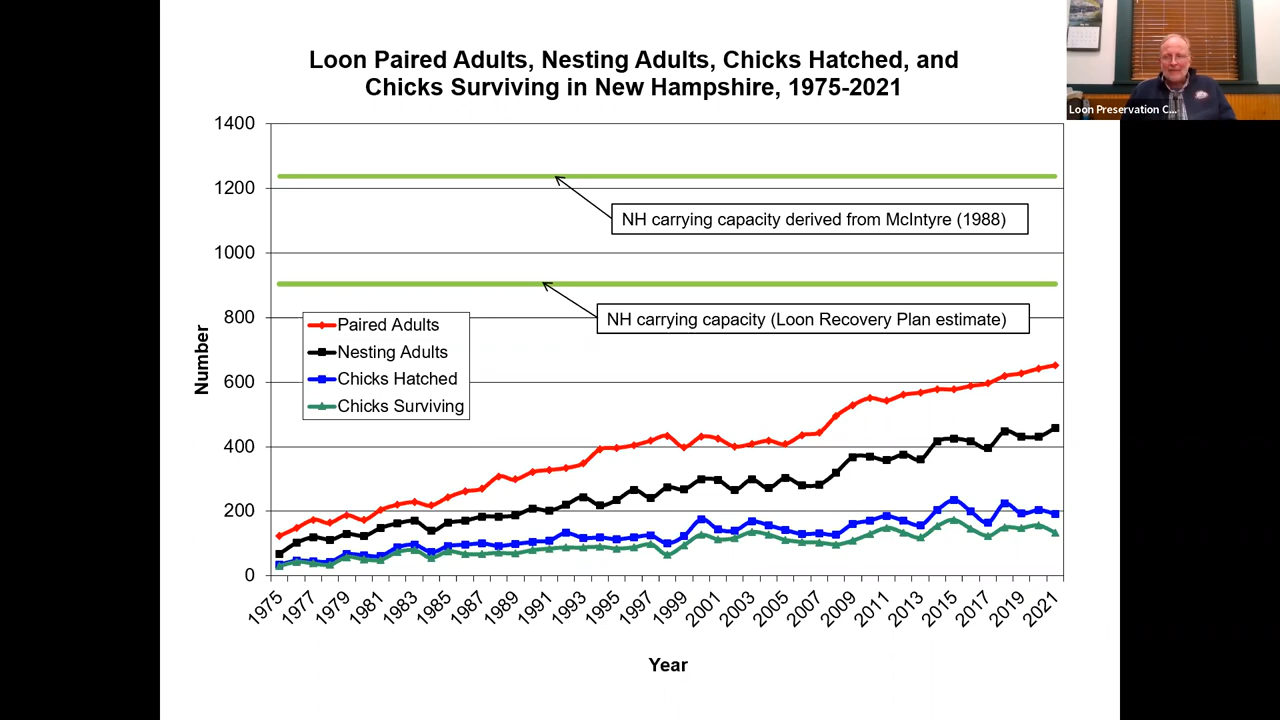 Loon Paired Adults, Nesting Adults, Chicks Hatched, and
Chicks Surviving in New Hampshire, 1975-2021
Loon Preservation C...
1400
1200
1000
800
600
400
200
0
Number
NH carrying capacity derived from McIntyre (1988)
NH carrying capacity (Loon Recovery Plan estimate)
Paired Adults
Nesting Adults
Chicks Hatched
Chicks Surviving
1975
1977
1979
1981
1983
1985
1987
1989
1991
1993
1995
1997
1999
2001
2003
2005
2007
2009
2011
2013
2015
2017
2019
2021
Year